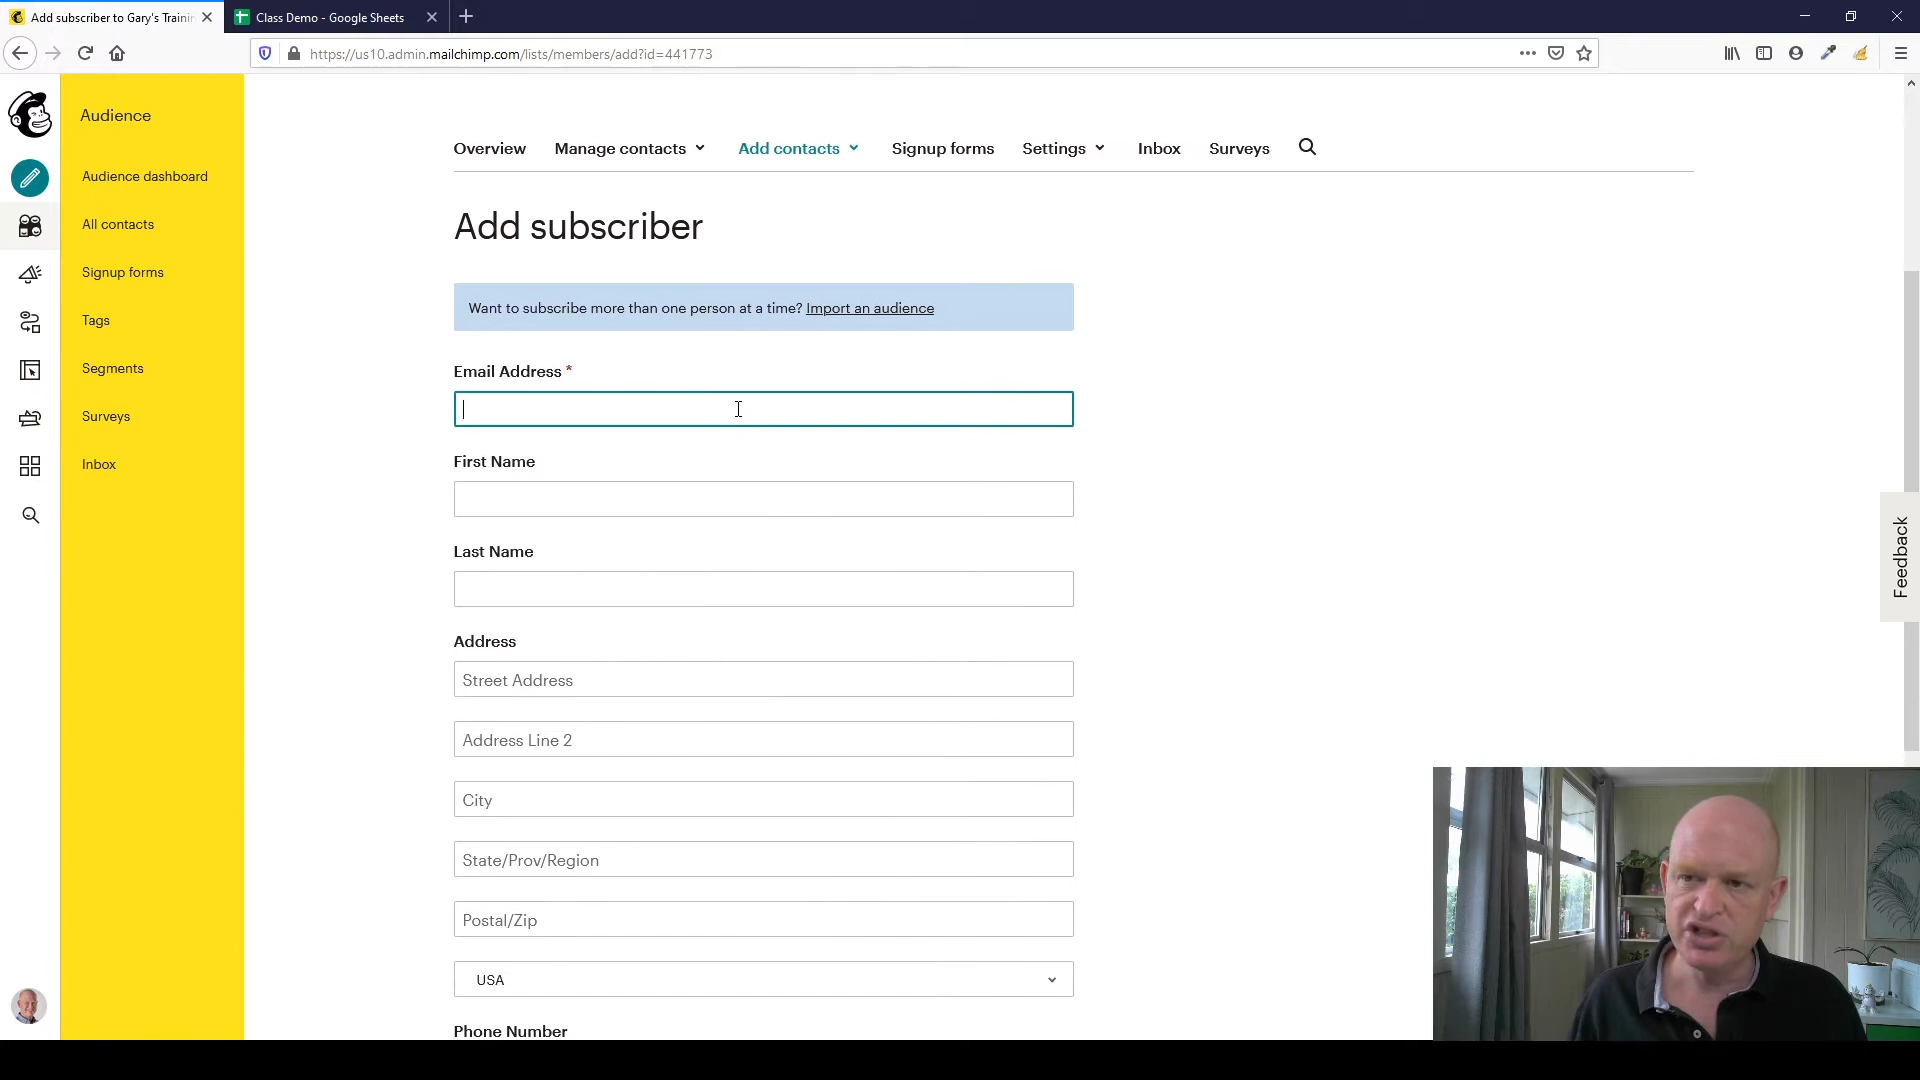 Add subscriber to Gary's Trainin
Class Demo - Google Sheets
https://us10.admin.mailchimp.com/lists/members/add?id=441773
Audience
Audience dashboard
All contacts
Signup forms
Tags
Segments
Surveys
Inbox
Overview
Manage contacts
Add contacts
Signup forms
Settings
Inbox
Surveys
Add subscriber
Want to subscribe more than one person at a time? Import an audience
Email Address *
First Name
Last Name
Address
Street Address
Address Line 2
City
State/Prov/Region
Postal/Zip
USA
Phone Number
Feedback